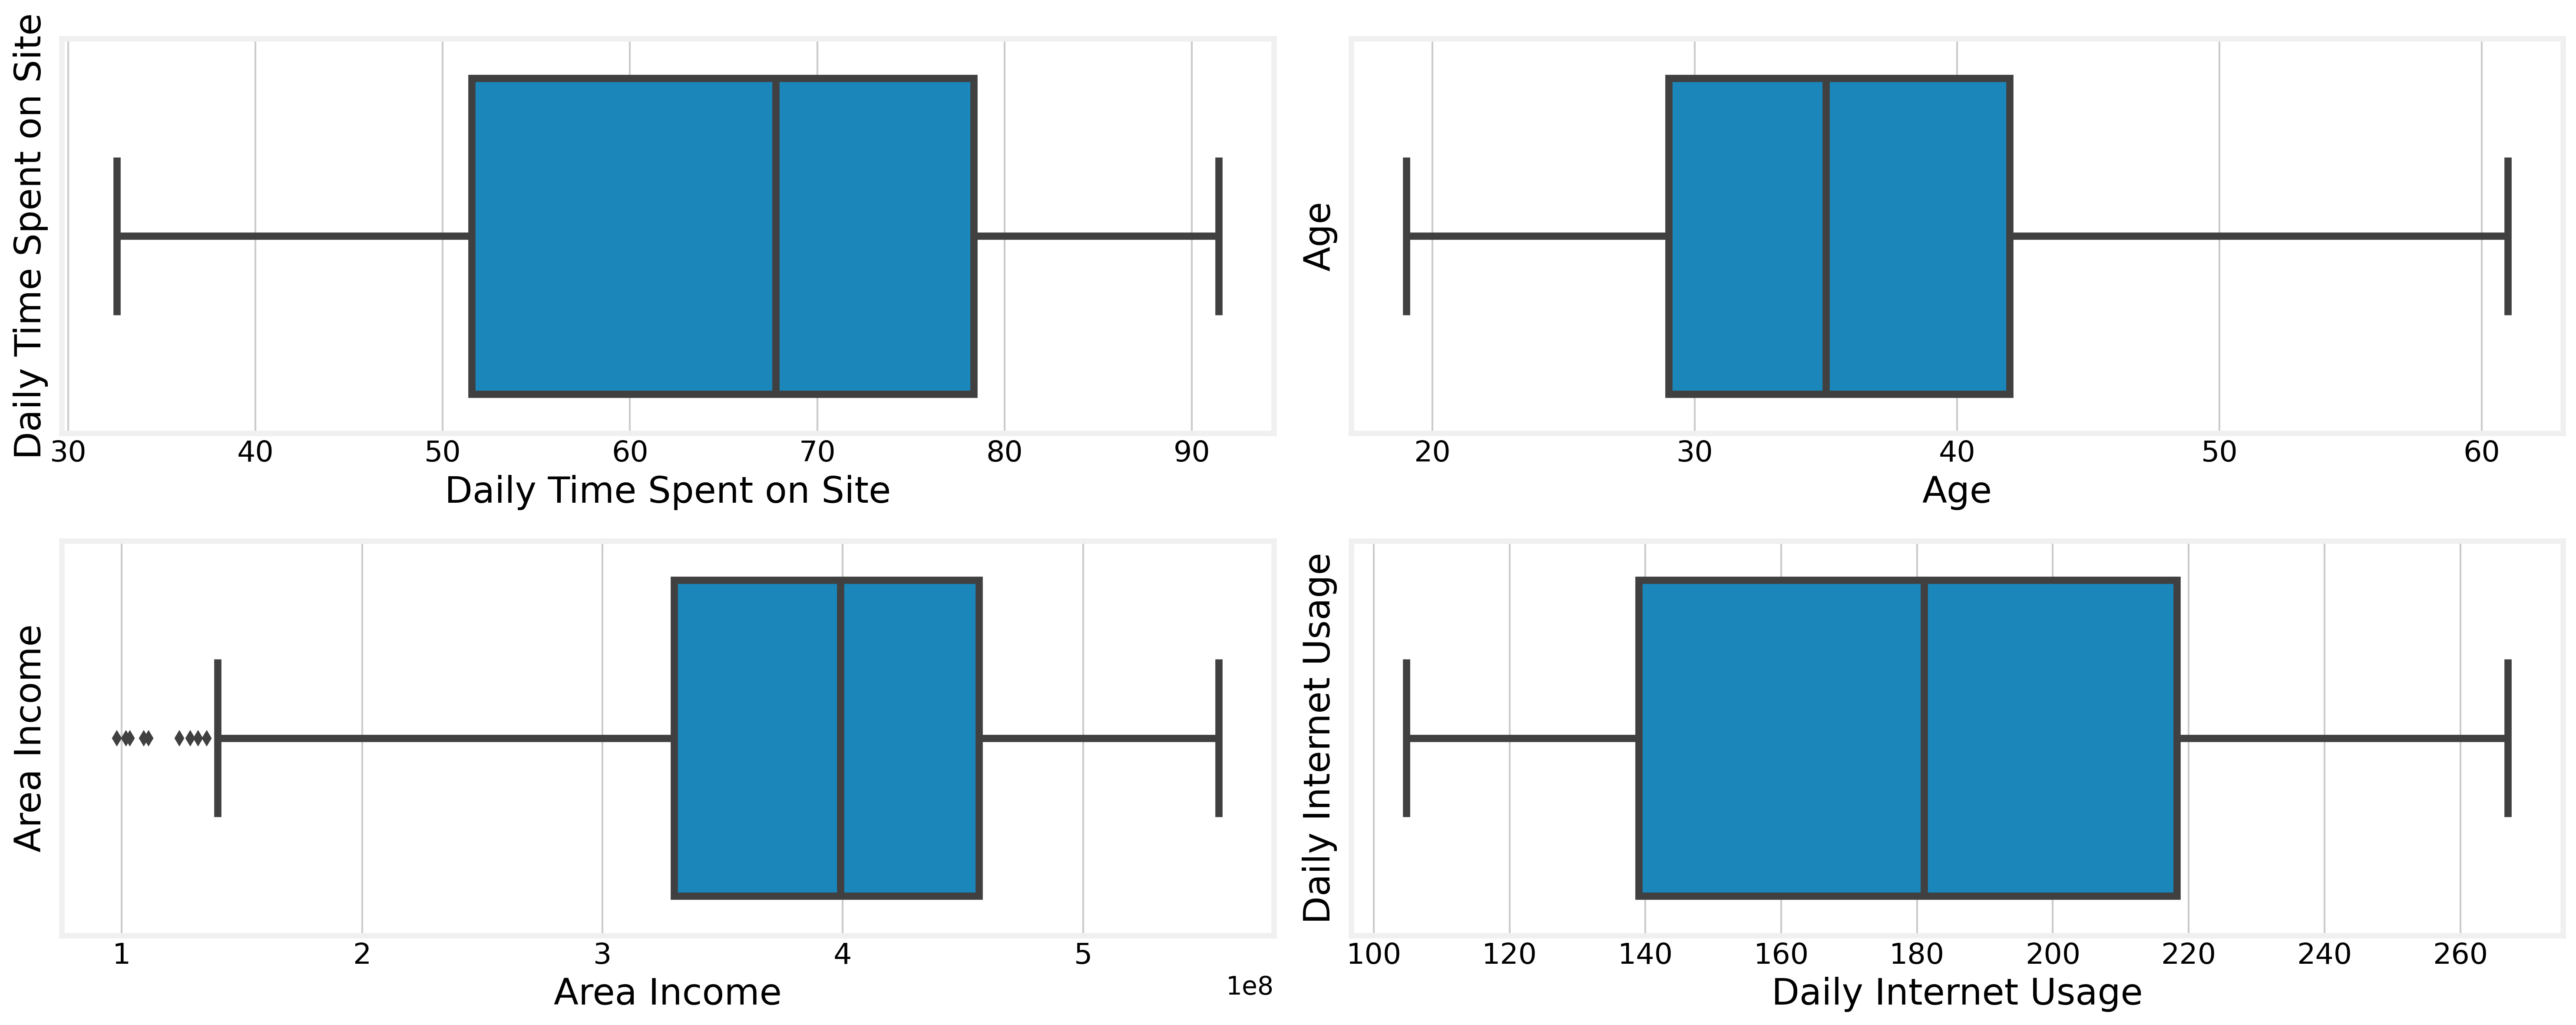 Daily Time Spent on Site
30 40 50 60 70 80 90
Daily Time Spent on Site
Age
20 30 40 50 60
Age
Area Income
1 2 3 4 5
1e8
Area Income
Daily Internet Usage
100 120 140 160 180 200 220 240 260
Daily Internet Usage